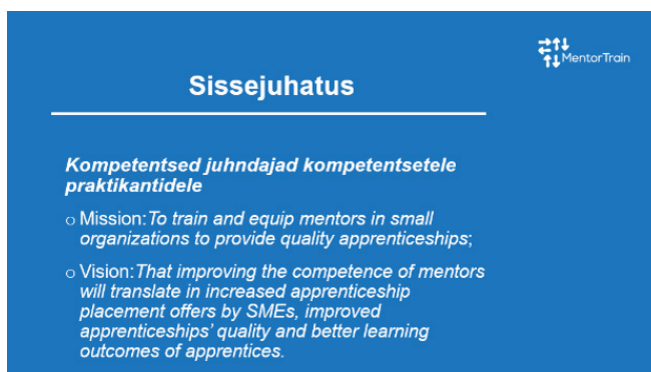 MentorTrain
Sissejuhatus
Kompetentsed juhndajad kompetentsetele
praktikantidele
o Mission:To train and equip mentors in small
organizations to provide quality apprenticeships;
o Vision:That improving the competence of mentors
will translate in increased apprenticeship
placement offers by SMEs, improved
apprenticeships' quality and better learning
outcomes of apprentices.